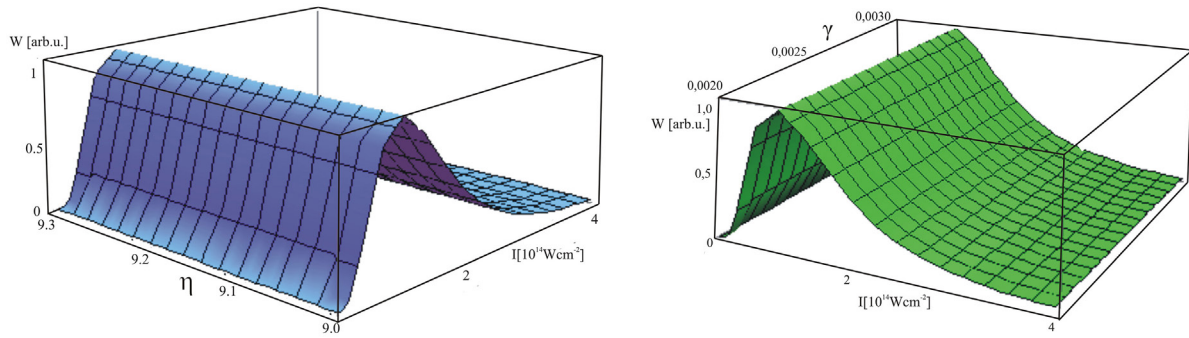 W [arb.u.]
1
0.5
0
9.3
9.2
η
9.1
9.0
2
I[10¹⁴Wcm⁻²]
4
0,0030
γ
0,0025
0,0020
1,0
W [arb.u.]
0,5
0
2
I[10¹⁴Wcm⁻²]
4